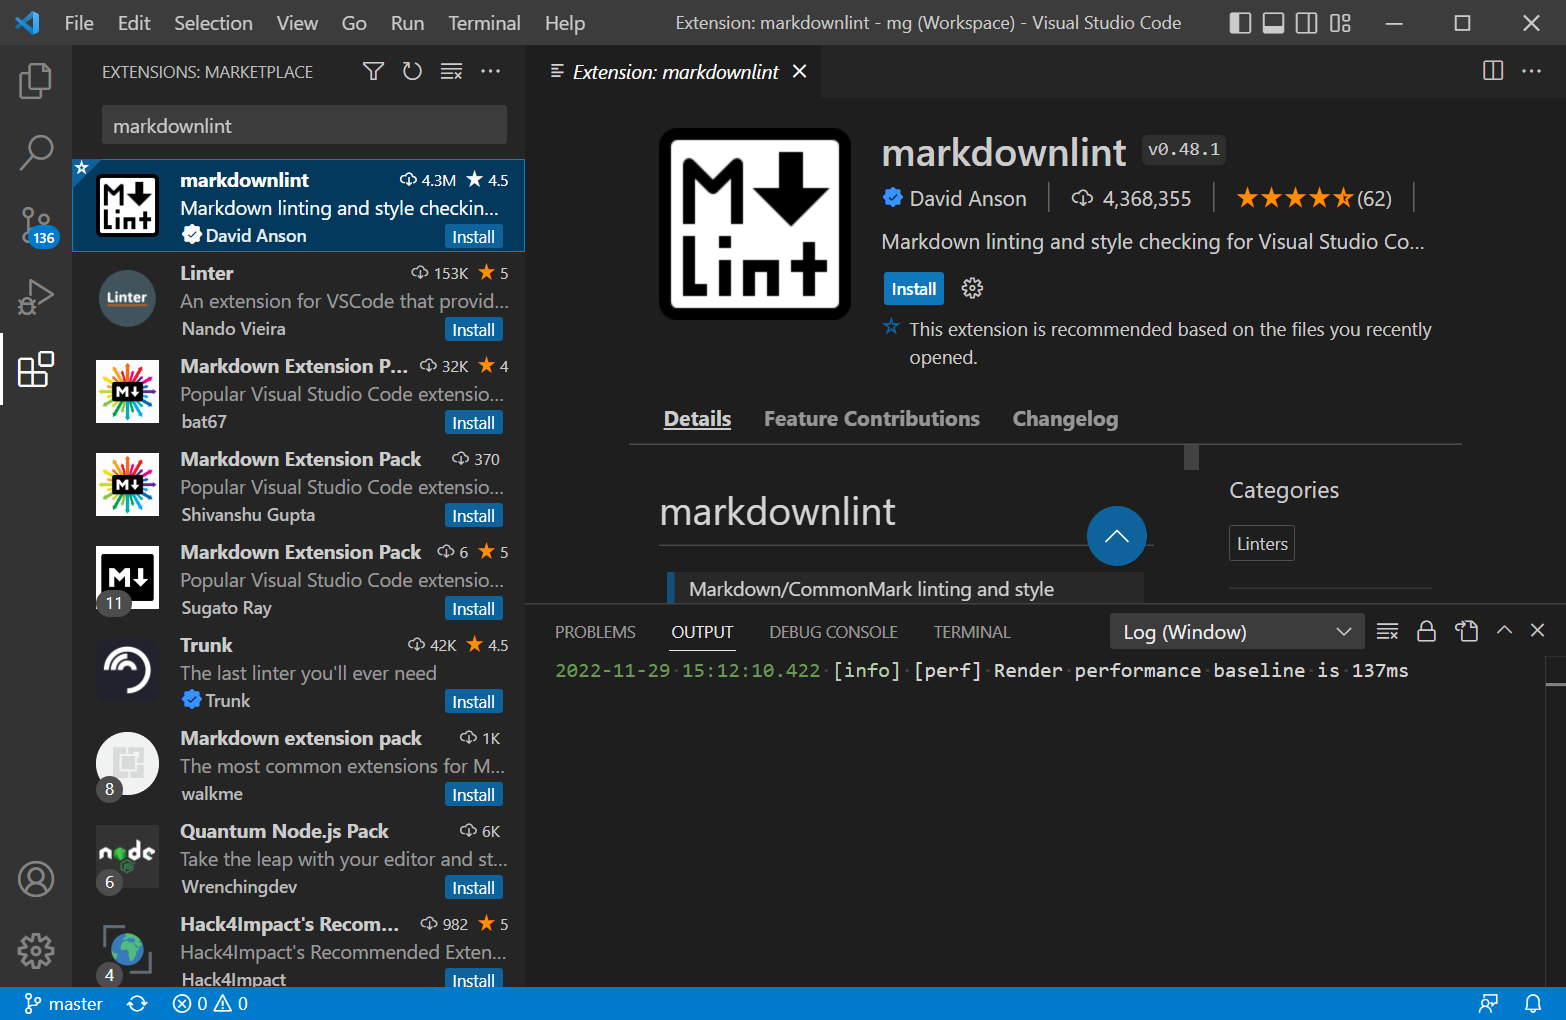 File Edit Selection View Go Run Terminal Help Extension: markdownlint - mg (Workspace) - Visual Studio Code
EXTENSIONS: MARKETPLACE
markdownlint
136
M
Lint
markdownlint 4.3M 4.5
Markdown linting and style checkin...
David Anson Install
Linter
Linter 153K 5
An extension for VSCode that provid...
Nando Vieira Install
M
Markdown Extension P... 32K 4
Popular Visual Studio Code extensio...
bat67 Install
M
Markdown Extension Pack 370
Popular Visual Studio Code extensio...
Shivanshu Gupta Install
M
11
Markdown Extension Pack 6 5
Popular Visual Studio Code extensio...
Sugato Ray Install
Trunk 42K 4.5
The last linter you'll ever need
Trunk Install
8
Markdown extension pack 1K
The most common extensions for M...
walkme Install
node
6
Quantum Node.js Pack 6K
Take the leap with your editor and st...
Wrenchingdev Install
4
Hack4Impact's Recom... 982 5
Hack4Impact's Recommended Exten...
Hack4Impact Install
Extension: markdownlint
M
Lint
markdownlint v0.48.1
David Anson 4,368,355 (62)
Markdown linting and style checking for Visual Studio Co...
Install
This extension is recommended based on the files you recently
opened.
Details Feature Contributions Changelog
markdownlint
Markdown/CommonMark linting and style
Categories
Linters
PROBLEMS OUTPUT DEBUG CONSOLE TERMINAL Log (Window)
2022-11-29 15:12:10.422 [info] [perf] Render performance baseline is 137ms
master 0 0